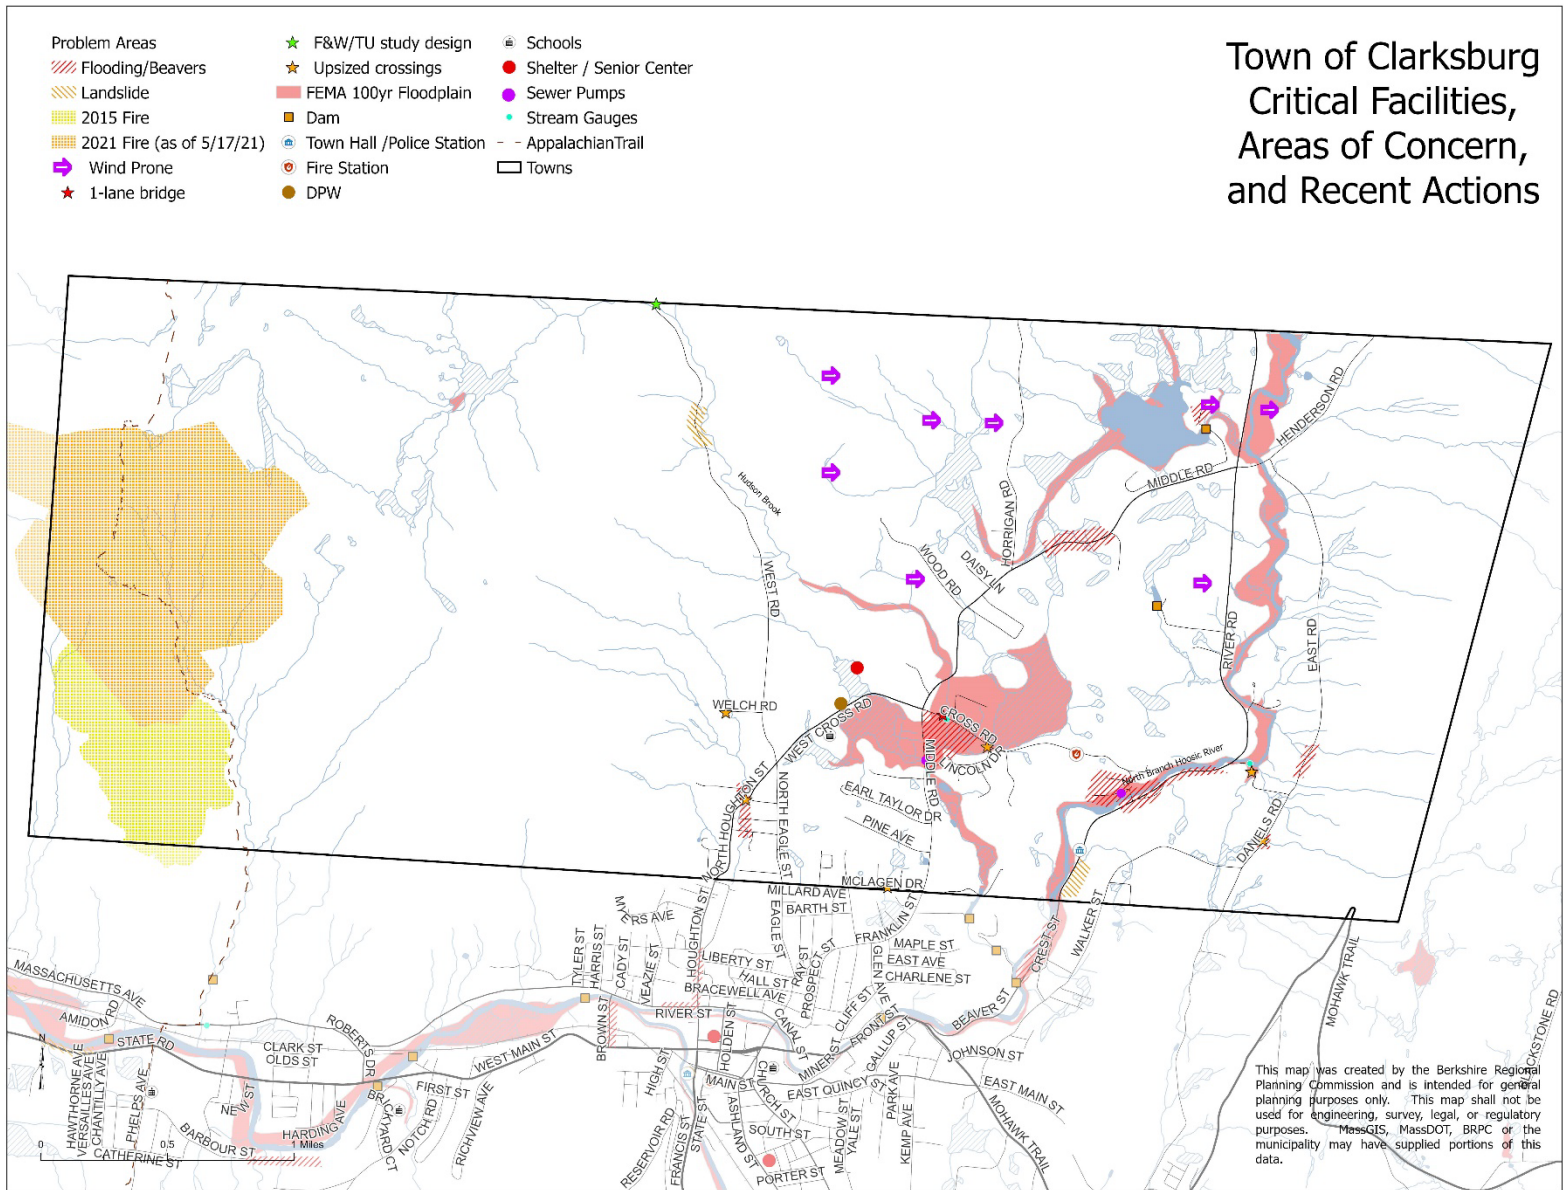 Town of Clarksburg
Critical Facilities,
Areas of Concern,
and Recent Actions
Problem Areas
Flooding/Beavers
Landslide
2015 Fire
2021 Fire (as of 5/17/21)
Wind Prone
1-lane bridge
F&W/TU study design
Upsized crossings
FEMA 100yr Floodplain
Dam
Town Hall /Police Station
Fire Station
DPW
Schools
Shelter / Senior Center
Sewer Pumps
Stream Gauges
AppalachianTrail
Towns
HENDERSON RD
MIDDLE RD
Hudson Brook
HORRIGAN RD
WOOD RD
DAISY LN
WEST RD
RIVER RD
EAST RD
WELCH RD
WEST CROSS RD
CROSS RD
LINCOLN DR
MIDDLE RD
North Branch Hoosic River
NORTH HOUGHTON ST
NORTH EAGLE ST
EARL TAYLOR DR
PINE AVE
DANIELS RD
MCLAGEN DR
MILLARD AVE
BARTH ST
MYERS AVE
EAGLE ST
FRANKLIN ST
WALKER ST
CREST ST
TYLER ST
HARRIS ST
CADY ST
VEAZIE ST
HOUGHTON ST
LIBERTY ST
HALL ST
BRACEWELL AVE
RAY ST
PROSPECT ST
GLEN AVE
MAPLE ST
EAST AVE
CHARLENE ST
MOHAWK TRAIL
MASSACHUSETTS AVE
AMIDON RD
STATE RD
CLARK ST
OLDS ST
ROBERTS DR
WEST MAIN ST
BROWN ST
RIVER ST
HOLDEN ST
CANAL ST
MINER ST
CLIFF ST
FRONT ST
GALLUP ST
BEAVER ST
JOHNSON ST
EAST MAIN ST
HAWTHORNE AVE
VERSAILLES AVE
CHANTILLY AVE
PHELPS AVE
NEW ST
FIRST ST
BRICKYARD CT
NOTCH RD
RICHVIEW AVE
HARDING AVE
BARBOUR ST
CATHERINE ST
HIGH ST
MAIN ST
CHURCH ST
EAST QUINCY ST
PARK AVE
KEMP AVE
ASHLAND ST
SOUTH ST
MEADOW ST
YALE ST
PORTER ST
RESERVOIR RD
FRANCIS ST
STATE ST
MOHAWK TRAIL
N
0
0.5
1 Miles
This map was created by the Berkshire Regional
Planning Commission and is intended for general
planning purposes only. This map shall not be
used for engineering, survey, legal, or regulatory
purposes. MassGIS, MassDOT, BRPC or the
municipality may have supplied portions of this
data.